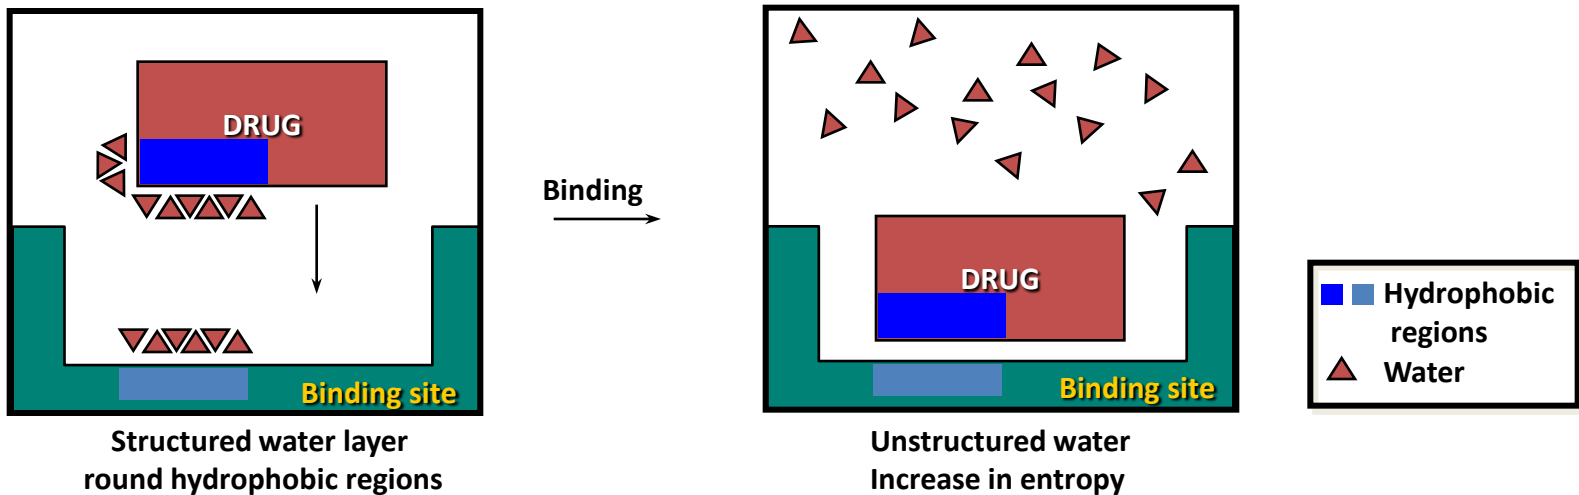 DRUG
Binding site
Structured water layer
round hydrophobic regions
Binding
DRUG
Binding site
Unstructured water
Increase in entropy
Hydrophobic
regions
Water